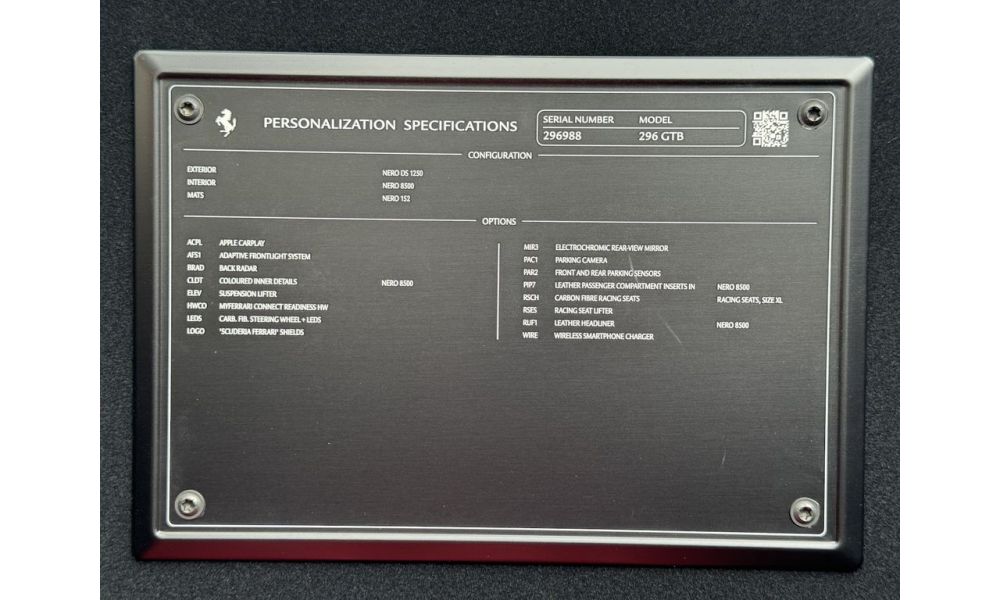 PERSONALIZATION SPECIFICATIONS
SERIAL NUMBER MODEL
296988 296 GTB
CONFIGURATION
EXTERIOR NERO DS 1250
INTERIOR NERO 8500
MATS NERO 152
OPTIONS
ACPL APPLE CARPLAY
AFS1 ADAPTIVE FRONTLIGHT SYSTEM
BRAD BACK RADAR
CLDT COLOURED INNER DETAILS NERO 8500
ELEV SUSPENSION LIFTER
HWCO MYFERRARI CONNECT READINESS HW
LEDS CARB. FIB. STEERING WHEEL + LEDS
LOGO "SCUDERIA FERRARI" SHIELDS
MIR3 ELECTROCHROMIC REAR-VIEW MIRROR
PAC1 PARKING CAMERA
PAR2 FRONT AND REAR PARKING SENSORS
PIP7 LEATHER PASSENGER COMPARTMENT INSERTS IN NERO 8500
RSCH CARBON FIBRE RACING SEATS RACING SEATS, SIZE XL
RSES RACING SEAT LIFTER
RUF1 LEATHER HEADLINER NERO 8500
WIRE WIRELESS SMARTPHONE CHARGER